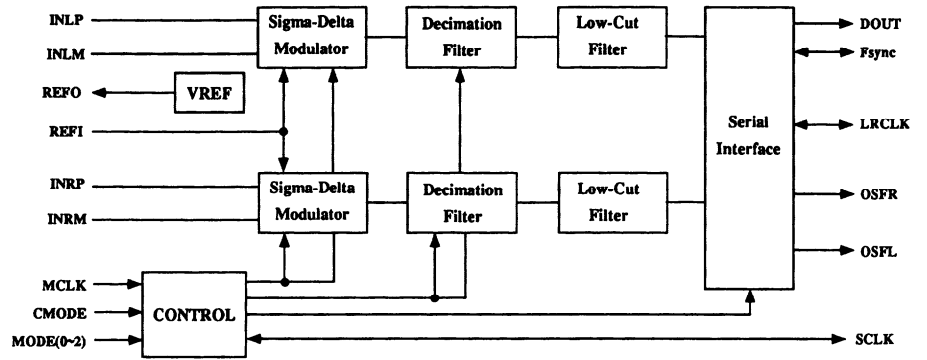 INLP
INLM
Sigma-Delta
Modulator
Decimation
Filter
Low-Cut
Filter
DOUT
Fsync
REFO
VREF
REFI
Serial
Interface
LRCLK
INRP
INRM
Sigma-Delta
Modulator
Decimation
Filter
Low-Cut
Filter
OSFR
OSFL
MCLK
CMODE
MODE(0~2)
CONTROL
SCLK